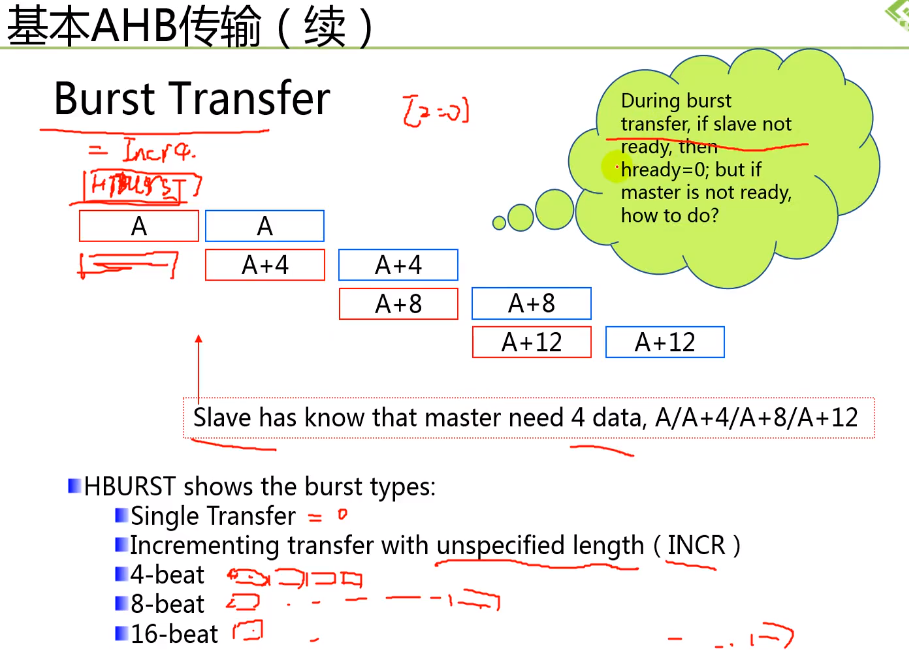 基本AHB传输（续）
Burst Transfer
[2:0]
= Incr4.
HBURST
During burst
transfer, if slave not
ready, then
hready=0; but if
master is not ready,
how to do?
A A
A+4 A+4
A+8 A+8
A+12 A+12
Slave has know that master need 4 data, A/A+4/A+8/A+12
HBURST shows the burst types:
Single Transfer = 0
Incrementing transfer with unspecified length ( INCR )
4-beat
8-beat
16-beat